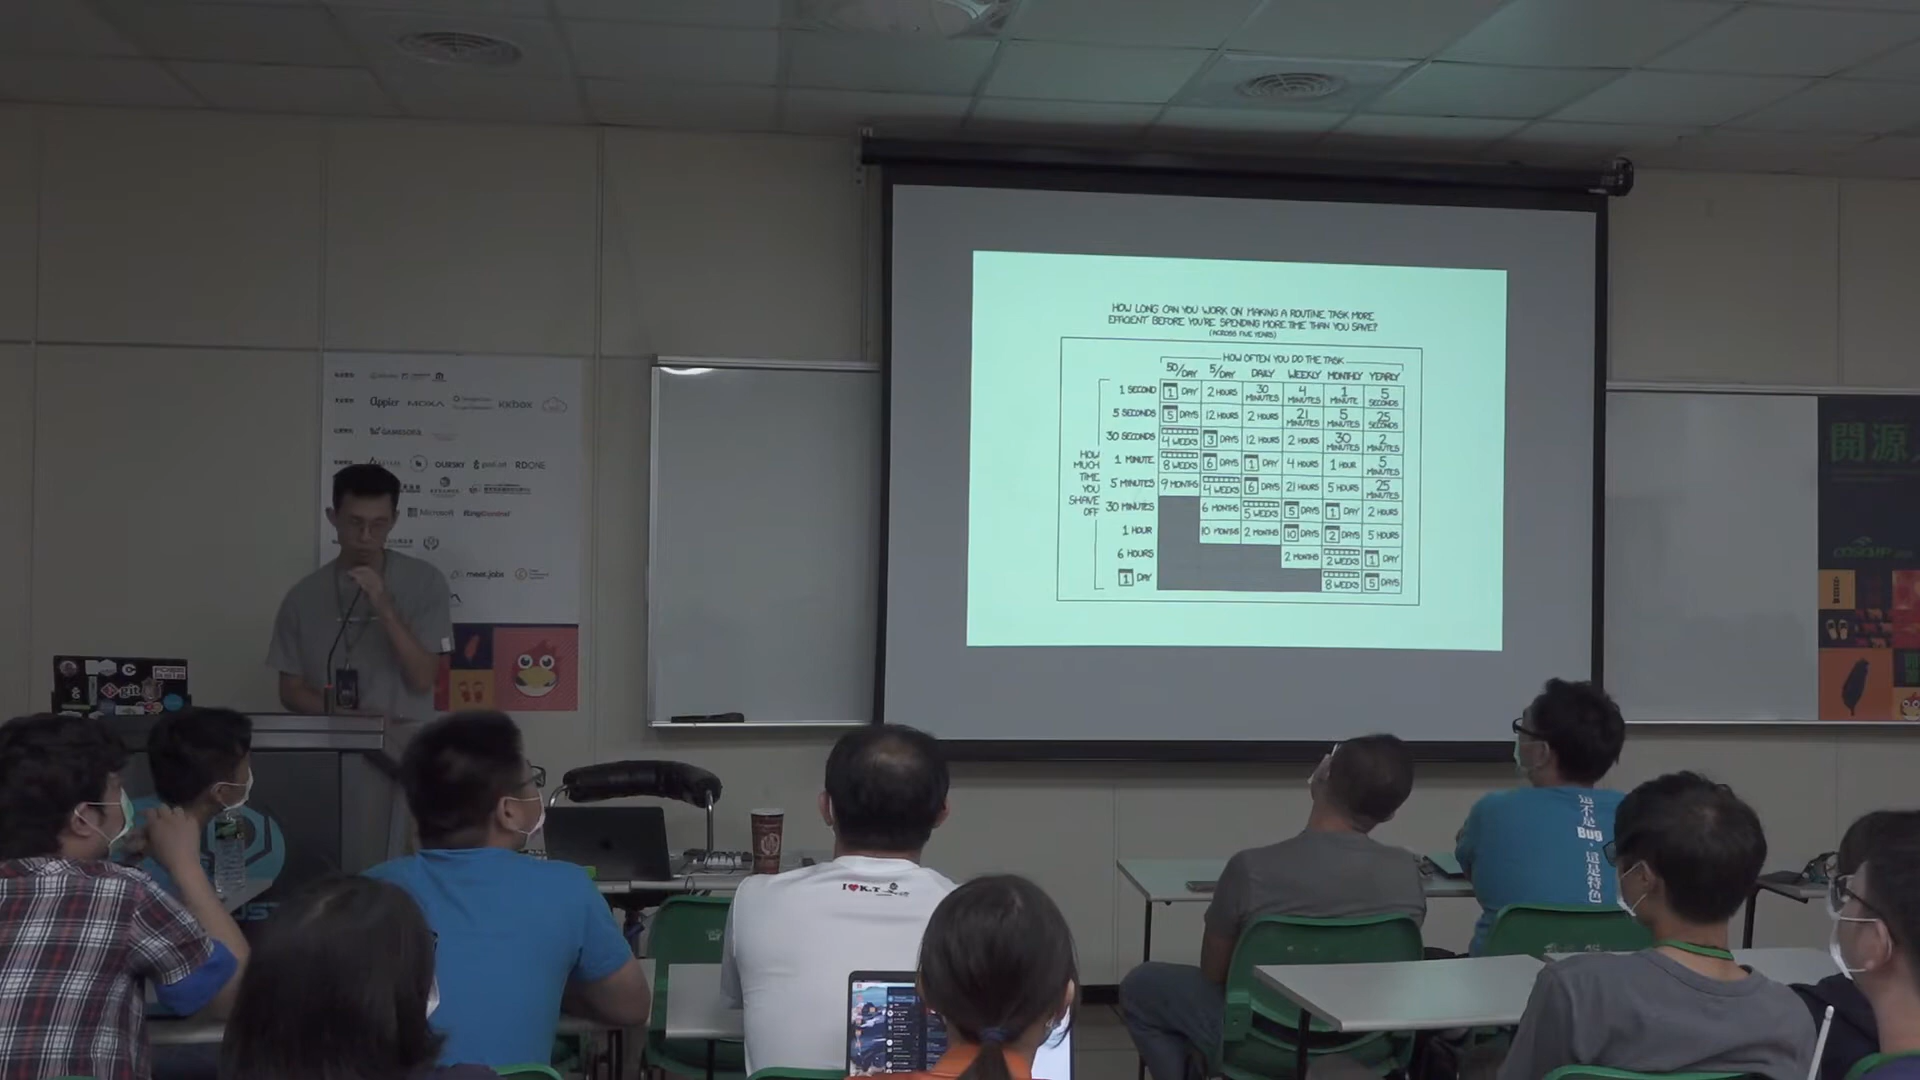 HOW LONG CAN YOU WORK ON MAKING A ROUTINE TASK MORE
EFFICIENT BEFORE YOU'RE SPENDING MORE TIME THAN YOU SAVE?
(ACROSS FIVE YEARS)
HOW OFTEN YOU DO THE TASK
50/DAY 5/DAY DAILY WEEKLY MONTHLY YEARLY
HOW MUCH TIME YOU SHAVE OFF
1 SECOND 1 DAY 2 HOURS 30 MINUTES 4 MINUTES 1 MINUTE 5 SECONDS
5 SECONDS 5 DAYS 12 HOURS 2 HOURS 21 MINUTES 5 MINUTES 25 SECONDS
30 SECONDS 4 WEEKS 3 DAYS 12 HOURS 2 HOURS 30 MINUTES 2 MINUTES
1 MINUTE 8 WEEKS 6 DAYS 1 DAY 4 HOURS 1 HOUR 5 MINUTES
5 MINUTES 9 MONTHS 4 WEEKS 6 DAYS 21 HOURS 5 HOURS 25 MINUTES
30 MINUTES 6 MONTHS 5 WEEKS 5 DAYS 1 DAY 2 HOURS
1 HOUR 10 MONTHS 2 MONTHS 10 DAYS 2 DAYS 5 HOURS
6 HOURS 2 MONTHS 2 WEEKS 1 DAY
1 DAY 8 WEEKS 5 DAYS
appier MOXA KKBOX
GANDSOFA
OURSKY RDONE
Microsoft RingCentral
meet.jobs
開源
COSCUP
git
I ❤ K.T
這不是Bug,這是特色